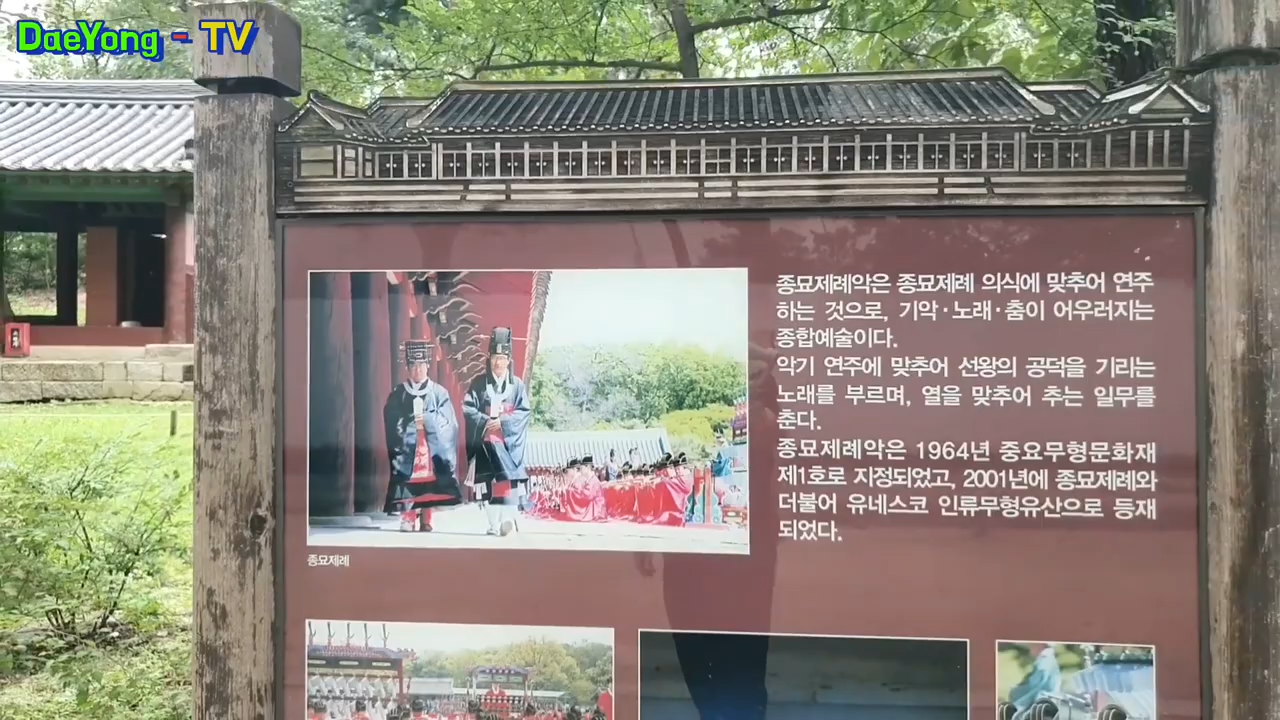 DaeYong - TV
종묘제례악은 종묘제례 의식에 맞추어 연주
하는 것으로, 기악·노래·춤이 어우러지는
종합예술이다.
악기 연주에 맞추어 선왕의 공덕을 기리는
노래를 부르며, 열을 맞추어 추는 일무를
춘다.
종묘제례악은 1964년 중요무형문화재
제1호로 지정되었고, 2001년에 종묘제례와
더불어 유네스코 인류무형유산으로 등재
되었다.
종묘제례